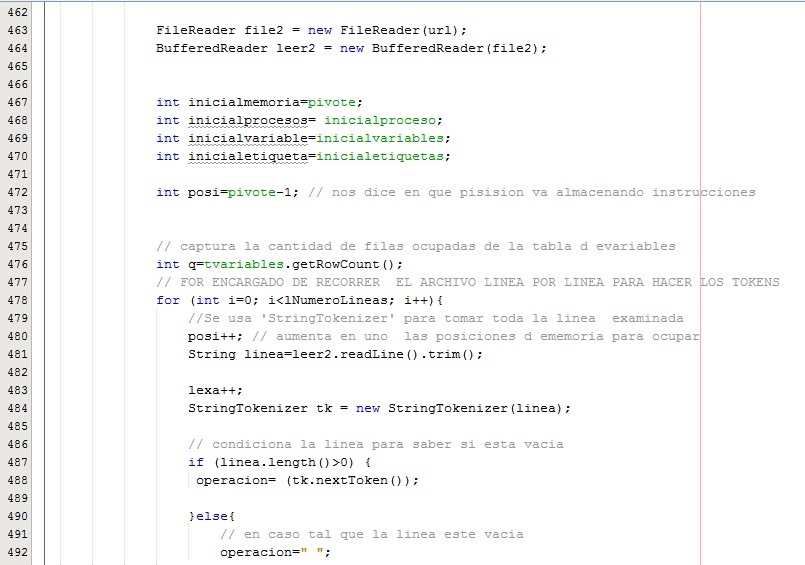 462
463 FileReader file2 = new FileReader(url);
464 BufferedReader leer2 = new BufferedReader(file2);
465
466
467 int inicialmemoria=pivote;
468 int inicialprocesos= inicialproceso;
469 int inicialvariable=inicialvariables;
470 int inicialetiqueta=inicialetiquetas;
471
472 int posi=pivote-1; // nos dice en que pisision va almacenando instrucciones
473
474
475 // captura la cantidad de filas ocupadas de la tabla d evariables
476 int q=tvariables.getRowCount();
477 // FOR ENCARGADO DE RECORRER  EL ARCHIVO LINEA POR LINEA PARA HACER LOS TOKENS
478 for (int i=0; i<lNumeroLineas; i++){
479 //Se usa 'StringTokenizer' para tomar toda la linea  examinada
480 posi++; // aumenta en uno  las posiciones d ememoria para ocupar
481 String linea=leer2.readLine().trim();
482
483 lexa++;
484 StringTokenizer tk = new StringTokenizer(linea);
485
486 // condiciona la linea para saber si esta vacia
487 if (linea.length()>0) {
488 operacion= (tk.nextToken());
489
490 }else{
491 // en caso tal que la linea este vacia
492 operacion=" ";